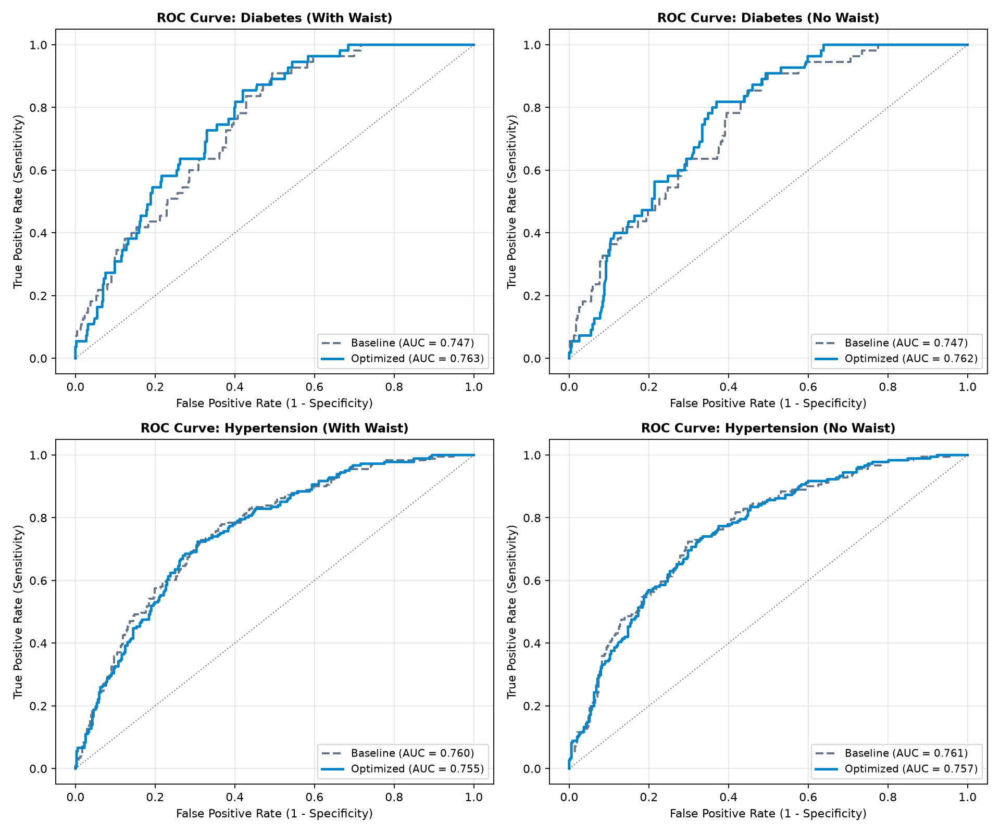 ROC Curve: Diabetes (With Waist)
True Positive Rate (Sensitivity)
1.0
0.8
0.6
0.4
0.2
0.0
Baseline (AUC = 0.747)
Optimized (AUC = 0.763)
0.0 0.2 0.4 0.6 0.8 1.0
False Positive Rate (1 - Specificity)
ROC Curve: Diabetes (No Waist)
True Positive Rate (Sensitivity)
1.0
0.8
0.6
0.4
0.2
0.0
Baseline (AUC = 0.747)
Optimized (AUC = 0.762)
0.0 0.2 0.4 0.6 0.8 1.0
False Positive Rate (1 - Specificity)
ROC Curve: Hypertension (With Waist)
True Positive Rate (Sensitivity)
1.0
0.8
0.6
0.4
0.2
0.0
Baseline (AUC = 0.760)
Optimized (AUC = 0.755)
0.0 0.2 0.4 0.6 0.8 1.0
False Positive Rate (1 - Specificity)
ROC Curve: Hypertension (No Waist)
True Positive Rate (Sensitivity)
1.0
0.8
0.6
0.4
0.2
0.0
Baseline (AUC = 0.761)
Optimized (AUC = 0.757)
0.0 0.2 0.4 0.6 0.8 1.0
False Positive Rate (1 - Specificity)